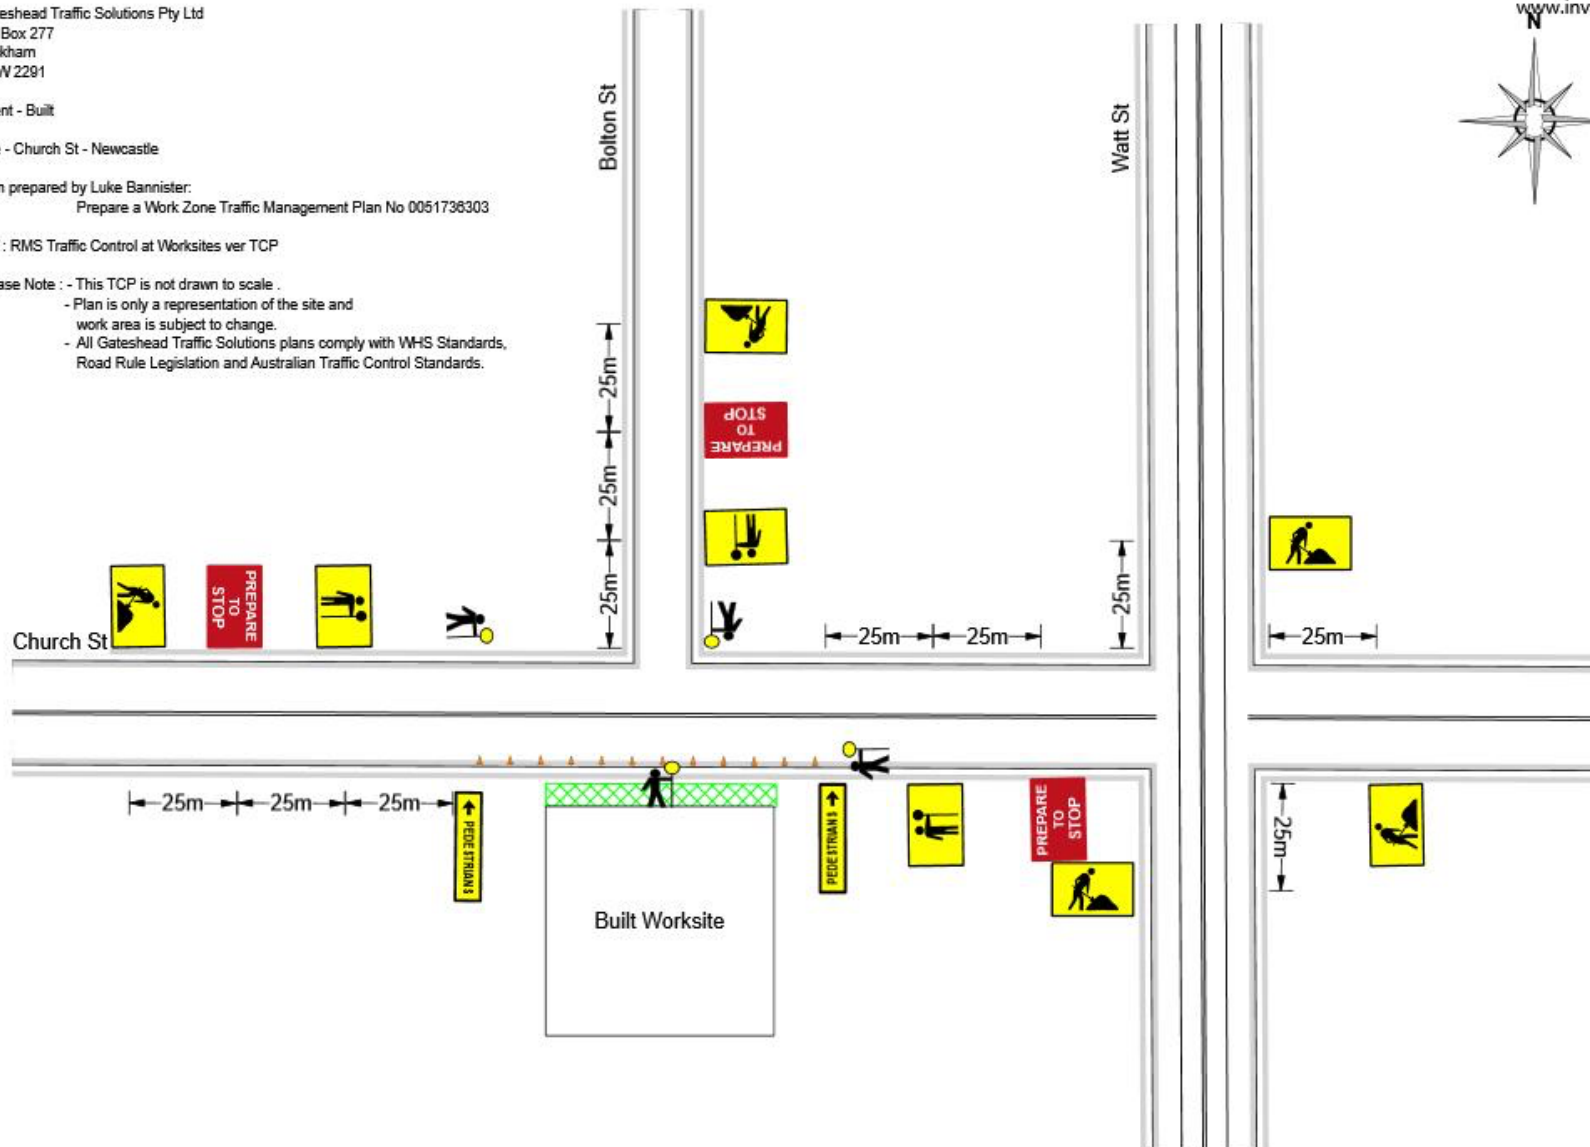 eshead Traffic Solutions Pty Ltd
Box 277
kham
W 2291
nt - Built
- Church St - Newcastle
n prepared by Luke Bannister:
Prepare a Work Zone Traffic Management Plan No 0051736303
: RMS Traffic Control at Worksites ver TCP
ase Note : - This TCP is not drawn to scale .
- Plan is only a representation of the site and
work area is subject to change.
- All Gateshead Traffic Solutions plans comply with WHS Standards,
Road Rule Legislation and Australian Traffic Control Standards.
www.inv
N
Bolton St
Watt St
25m
25m
25m
PREPARE
TO
STOP
Church St
PREPARE
TO
STOP
25m
25m
25m
25m
25m
25m
25m
PEDESTRIANS
PEDESTRIANS
PREPARE
TO
STOP
25m
Built Worksite